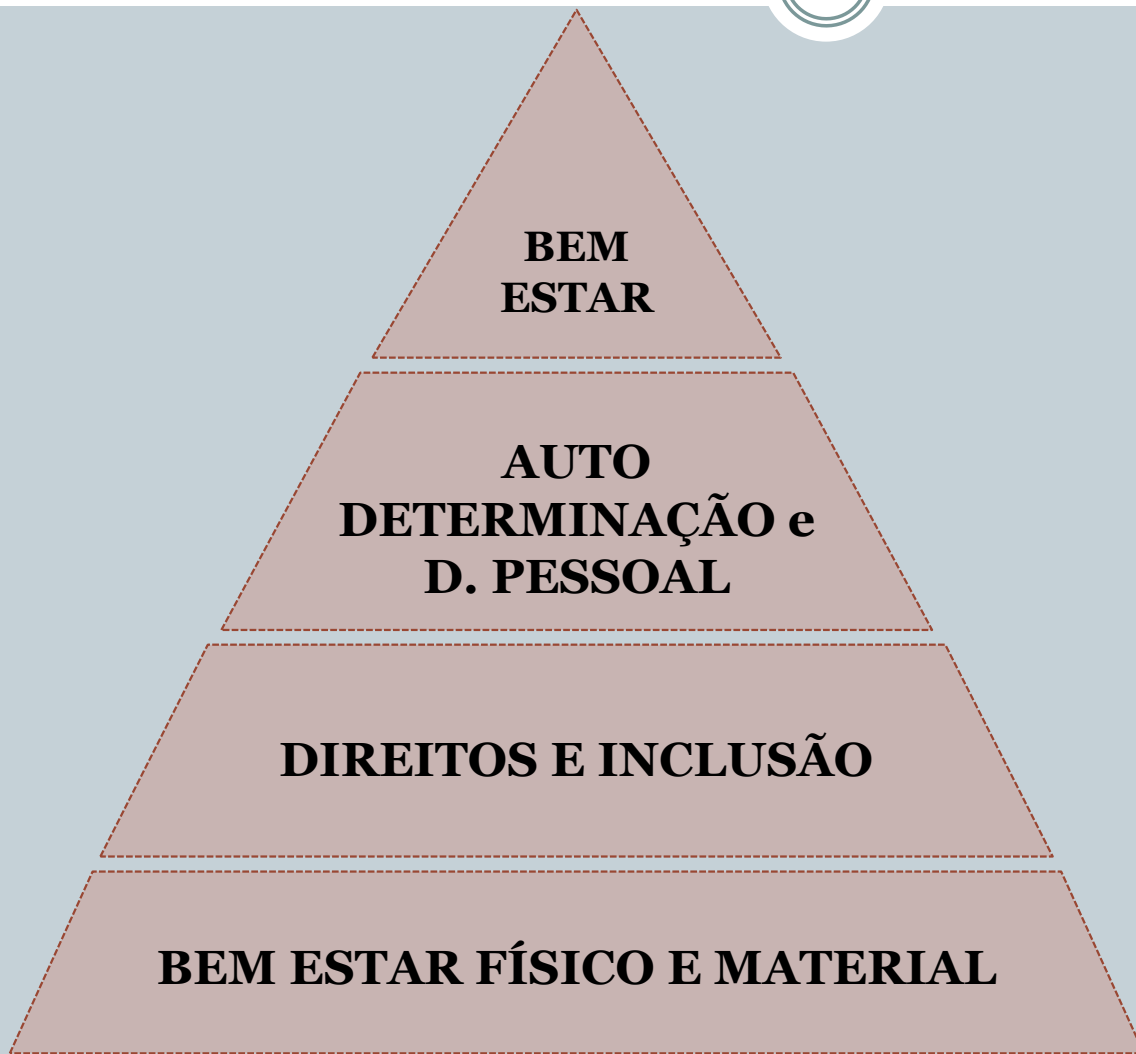 BEM
ESTAR
AUTO
DETERMINAÇÃO e
D. PESSOAL
DIREITOS E INCLUSÃO
BEM ESTAR FÍSICO E MATERIAL